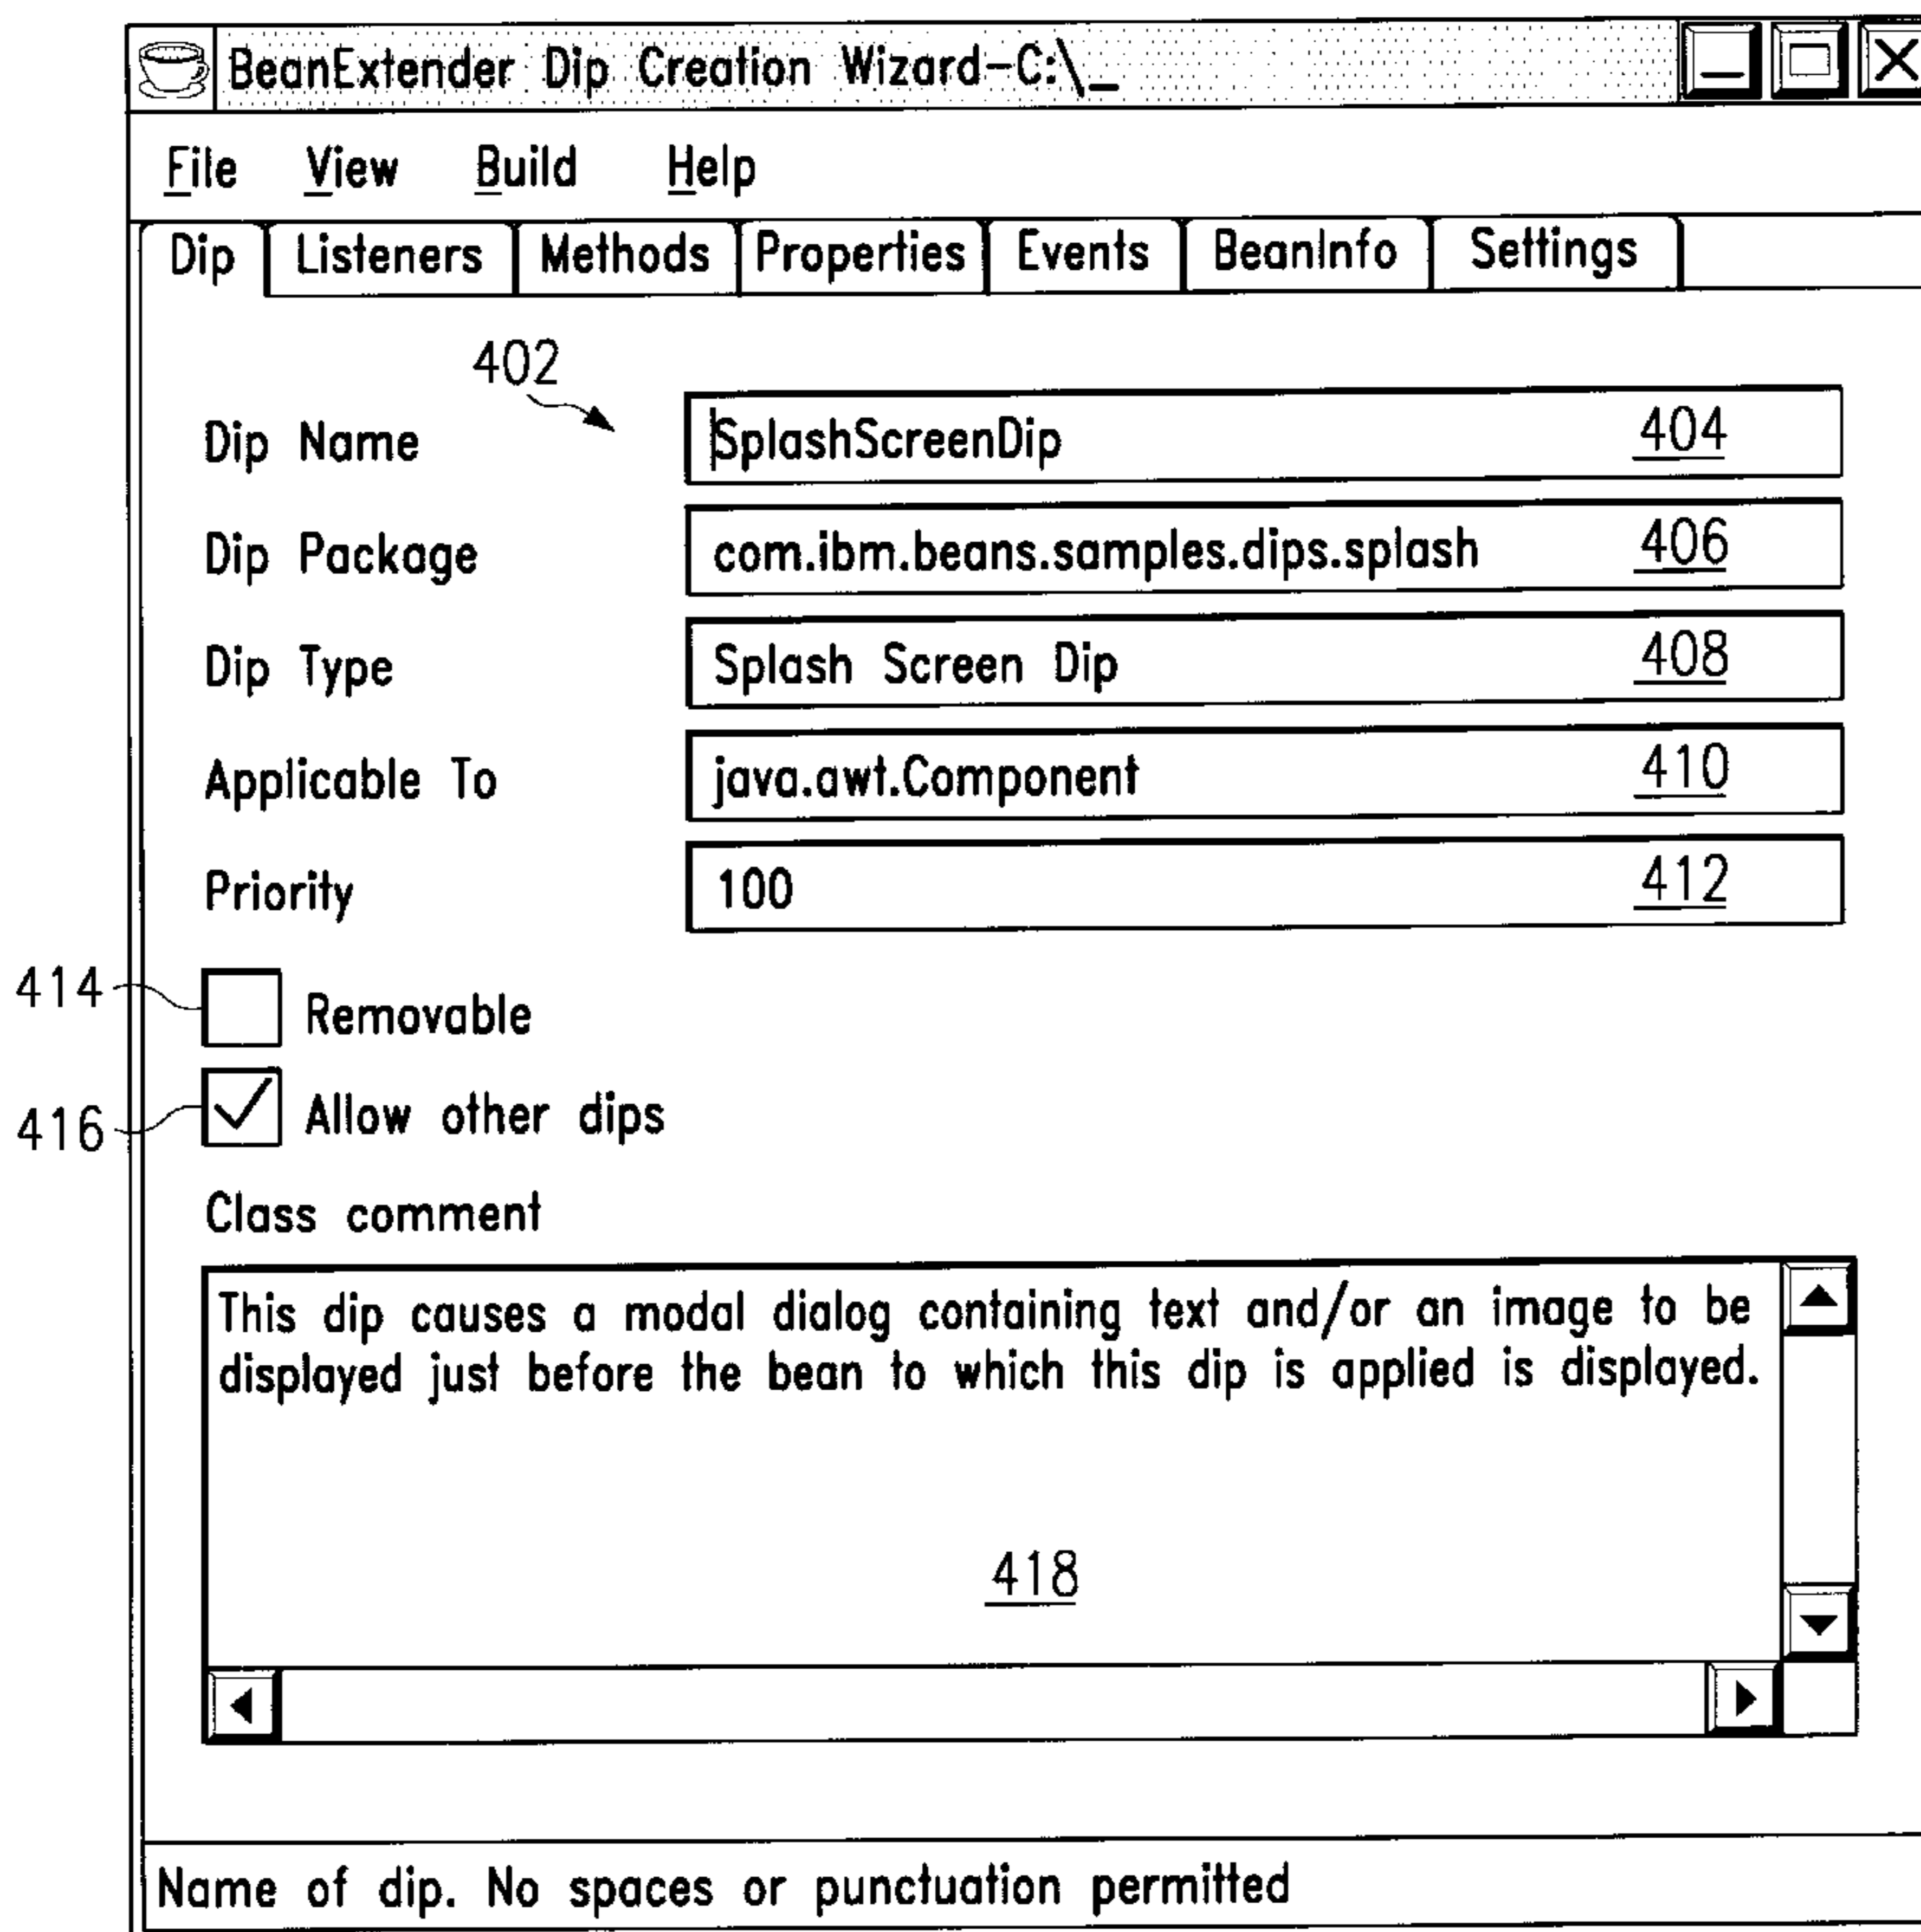 BeanExtender Dip Creation Wizard-C:\_
File View Build Help
Dip Listeners Methods Properties Events BeanInfo Settings
402
Dip Name SplashScreenDip 404
Dip Package com.ibm.beans.samples.dips.splash 406
Dip Type Splash Screen Dip 408
Applicable To java.awt.Component 410
Priority 100 412
414 Removable
416 Allow other dips
Class comment
This dip causes a modal dialog containing text and/or an image to be
displayed just before the bean to which this dip is applied is displayed.
418
Name of dip. No spaces or punctuation permitted